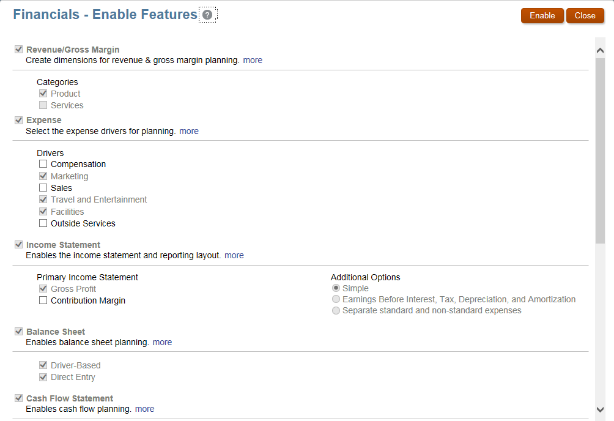 Financials - Enable Features ?
Enable Close
Revenue/Gross Margin
Create dimensions for revenue & gross margin planning. more
Categories
Product
Services
Expense
Select the expense drivers for planning. more
Drivers
Compensation
Marketing
Sales
Travel and Entertainment
Facilities
Outside Services
Income Statement
Enables the income statement and reporting layout. more
Primary Income Statement
Gross Profit
Contribution Margin
Additional Options
Simple
Earnings Before Interest, Tax, Depreciation, and Amortization
Separate standard and non-standard expenses
Balance Sheet
Enables balance sheet planning. more
Driver-Based
Direct Entry
Cash Flow Statement
Enables cash flow planning. more